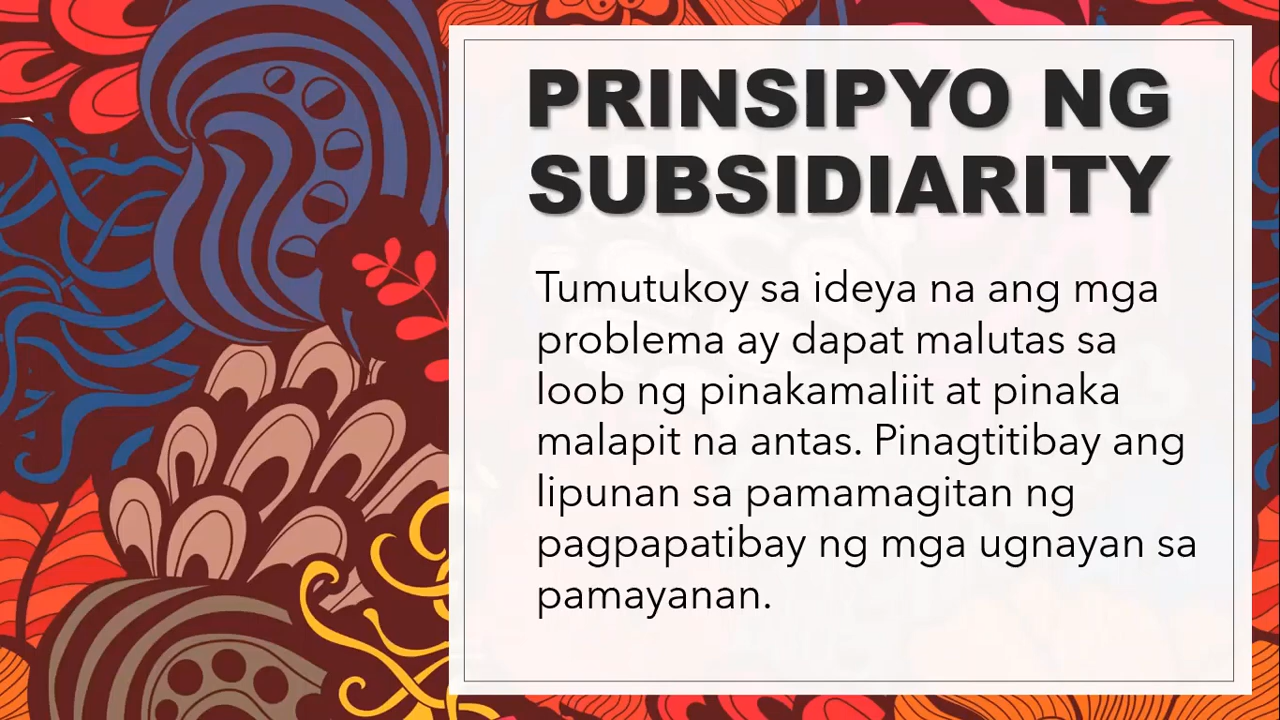 PRINSIPYO NG
SUBSIDIARITY
Tumutukoy sa ideya na ang mga
problema ay dapat malutas sa
loob ng pinakamaliit at pinaka
malapit na antas. Pinagtitibay ang
lipunan sa pamamagitan ng
pagpapatibay ng mga ugnayan sa
pamayanan.